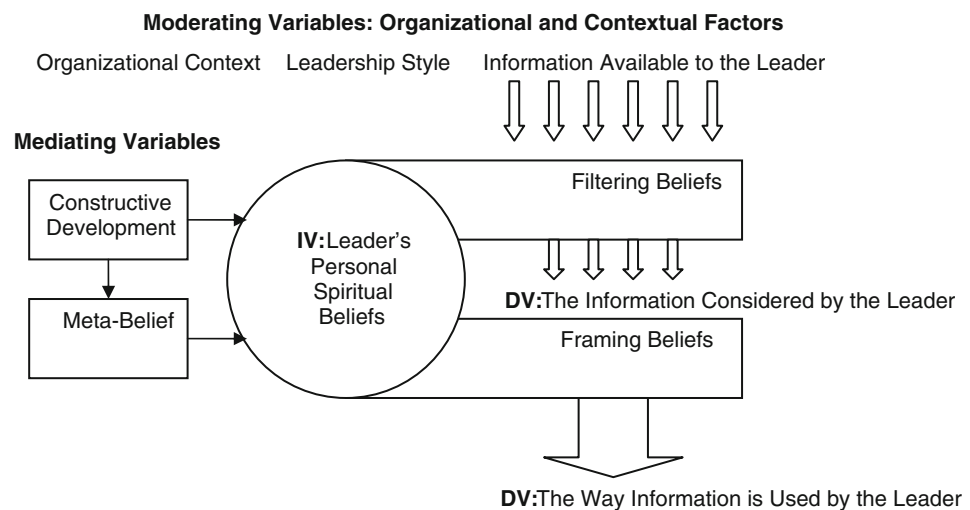 Moderating Variables: Organizational and Contextual Factors
Organizational Context Leadership Style Information Available to the Leader
Mediating Variables
Constructive
Development
Meta-Belief
IV:Leader's
Personal
Spiritual
Beliefs
Filtering Beliefs
DV:The Information Considered by the Leader
Framing Beliefs
DV:The Way Information is Used by the Leader